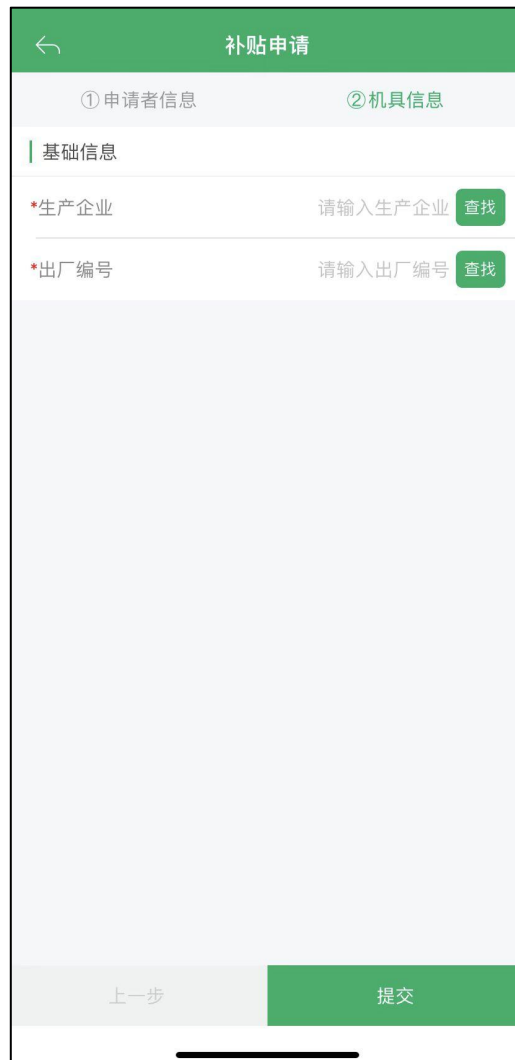 补贴申请
①申请者信息 ②机具信息
基础信息
*生产企业 请输入生产企业 查找
*出厂编号 请输入出厂编号 查找
上一步 提交